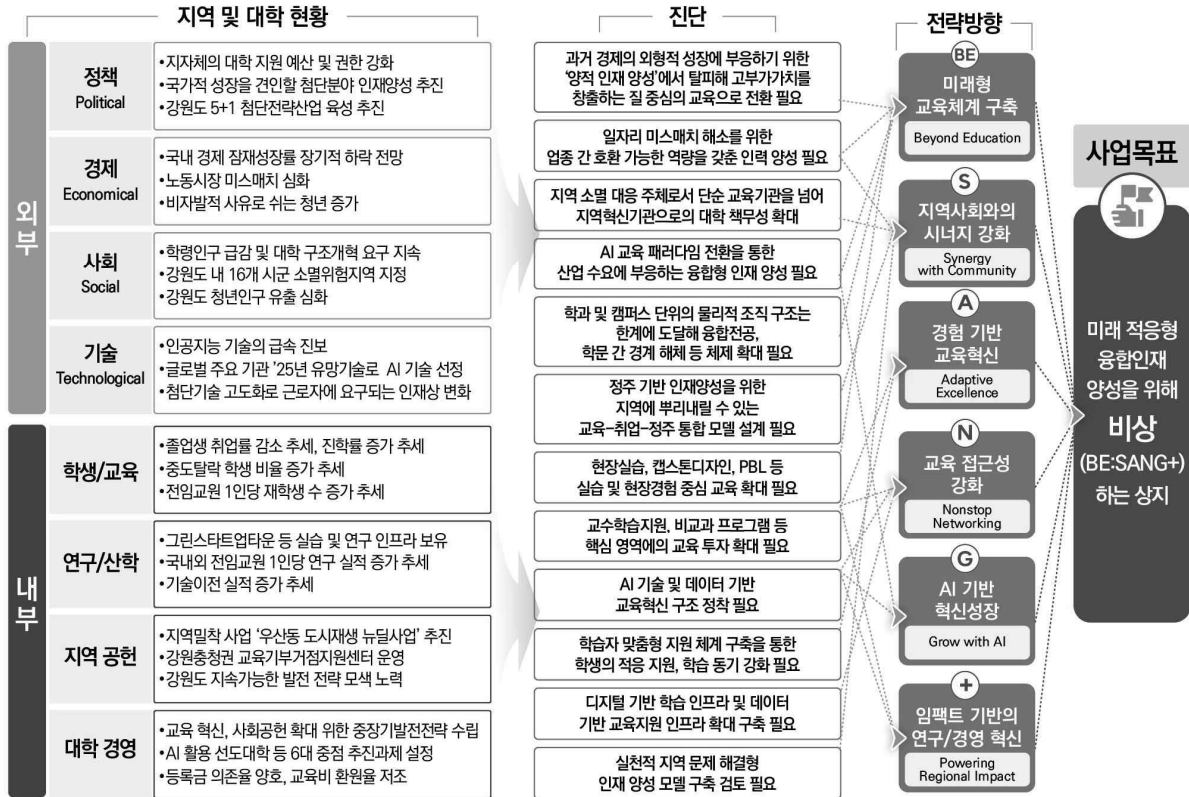 지역 및 대학 현황
외부
정책
Political
•지자체의 대학 지원 예산 및 권한 강화
•국가적 성장을 견인할 첨단분야 인재양성 추진
•강원도 5+1 첨단전략산업 육성 추진
경제
Economical
•국내 경제 잠재성장률 장기적 하락 전망
•노동시장 미스매치 심화
•비자발적 사유로 쉬는 청년 증가
사회
Social
•학령인구 급감 및 대학 구조개혁 요구 지속
•강원도 내 16개 시군 소멸위험지역 지정
•강원도 청년인구 유출 심화
기술
Technological
•인공지능 기술의 급속 진보
•글로벌 주요 기관 '25년 유망기술로 AI 기술 선정
•첨단기술 고도화로 근로자에 요구되는 인재상 변화
내부
학생/교육
•졸업생 취업률 감소 추세, 진학률 증가 추세
•중도탈락 학생 비율 증가 추세
•전임교원 1인당 재학생 수 증가 추세
연구/산학
•그린스타트업타운 등 실습 및 연구 인프라 보유
•국내외 전임교원 1인당 연구 실적 증가 추세
•기술이전 실적 증가 추세
지역 공헌
•지역밀착 사업 '우산동 도시재생 뉴딜사업' 추진
•강원충청권 교육기부거점지원센터 운영
•강원도 지속가능한 발전 전략 모색 노력
대학 경영
•교육 혁신, 사회공헌 확대 위한 중장기발전전략 수립
•AI 활용 선도대학 등 6대 중점 추진과제 설정
•등록금 의존율 양호, 교육비 환원율 저조
진단
과거 경제의 외형적 성장에 부응하기 위한
'양적 인재 양성'에서 탈피해 고부가가치를
창출하는 질 중심의 교육으로 전환 필요
일자리 미스매치 해소를 위한
업종 간 호환 가능한 역량을 갖춘 인력 양성 필요
지역 소멸 대응 주체로서 단순 교육기관을 넘어
지역혁신기관으로의 대학 책무성 확대
AI 교육 패러다임 전환을 통한
산업 수요에 부응하는 융합형 인재 양성 필요
학과 및 캠퍼스 단위의 물리적 조직 구조는
한계에 도달해 융합전공,
학문 간 경계 해체 등 체제 확대 필요
정주 기반 인재양성을 위한
지역에 뿌리내릴 수 있는
교육-취업-정주 통합 모델 설계 필요
현장실습, 캡스톤디자인, PBL 등
실습 및 현장경험 중심 교육 확대 필요
교수학습지원, 비교과 프로그램 등
핵심 영역에의 교육 투자 확대 필요
AI 기술 및 데이터 기반
교육혁신 구조 정착 필요
학습자 맞춤형 지원 체계 구축을 통한
학생의 적응 지원, 학습 동기 강화 필요
디지털 기반 학습 인프라 및 데이터
기반 교육지원 인프라 확대 구축 필요
실천적 지역 문제 해결형
인재 양성 모델 구축 검토 필요
전략방향
BE
미래형
교육체계 구축
Beyond Education
S
지역사회와의
시너지 강화
Synergy
with Community
A
경험 기반
교육혁신
Adaptive
Excellence
N
교육 접근성
강화
Nonstop
Networking
G
AI 기반
혁신성장
Grow with AI
+
임팩트 기반의
연구/경영 혁신
Powering
Regional Impact
사업목표
미래 적응형
융합인재
양성을 위해
비상
(BE:SANG+)
하는 상지